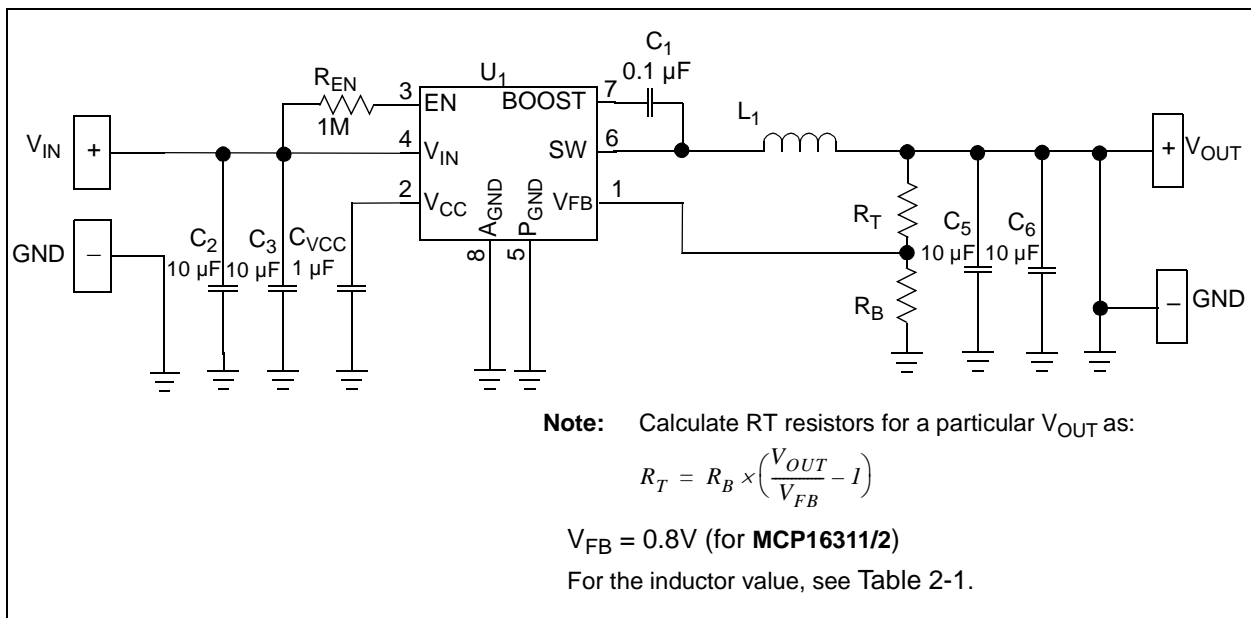 C1
0.1 µF
REN
1M
U1
3
EN
BOOST
7
L1
VIN
+
4
VIN
SW
6
+
VOUT
2
VCC
AGND
PGND
VFB
1
GND
–
C2
10 µF
C3
10 µF
CVCC
1 µF
8
5
RT
RB
C5
10 µF
C6
10 µF
–
GND
Note: Calculate RT resistors for a particular VOUT as:
RT = RB × (VOUT / VFB – 1)
VFB = 0.8V (for MCP16311/2)
For the inductor value, see Table 2-1.